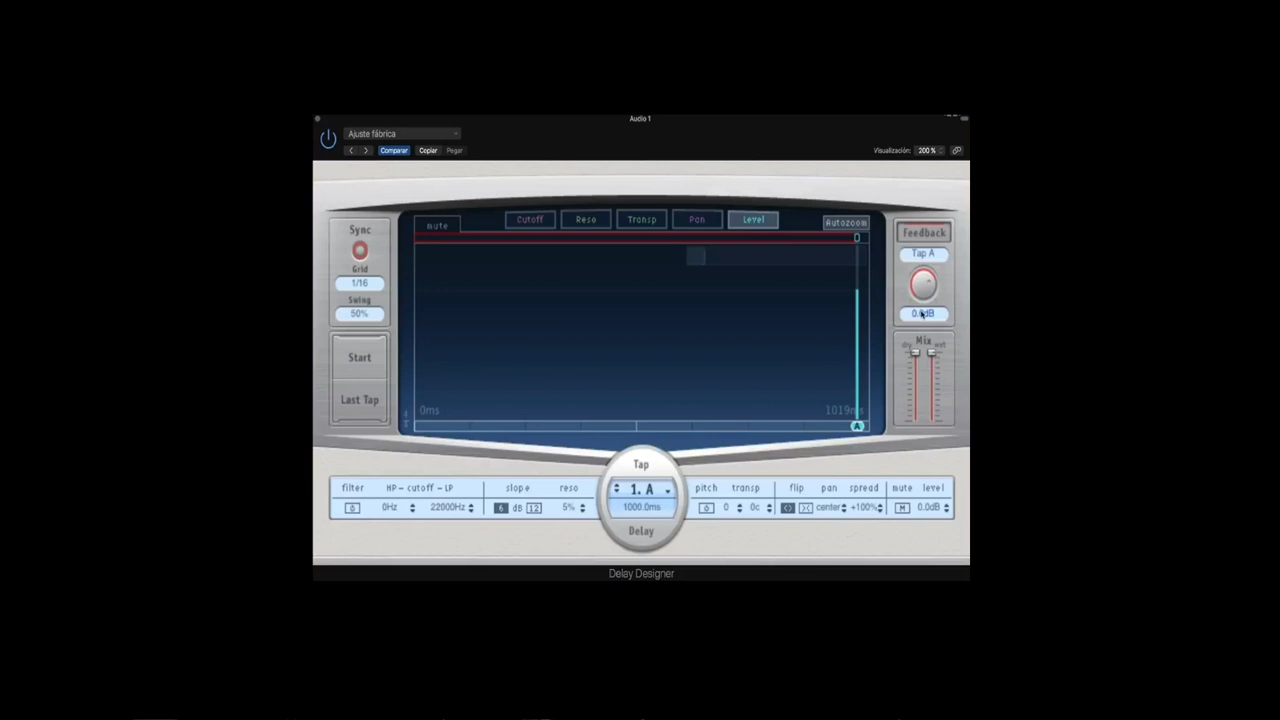 Audio 1
Ajuste fábrica
Comparar Copiar Pegar Visualización: 200 %
mute Cutoff Reso Transp Pan Level Autozoom
Sync
Grid
1/16
Swing
50%
Start
Last Tap
0ms
A
Feedback
Tap A
Mix
dry wet
Tap
1. A
1000.0ms
Delay
filter HP-cutoff-LP slope reso
0Hz 22000Hz 6 dB 12 5%
pitch transp flip pan spread mute level
0 0c center +100% M 0.0dB
Delay Designer